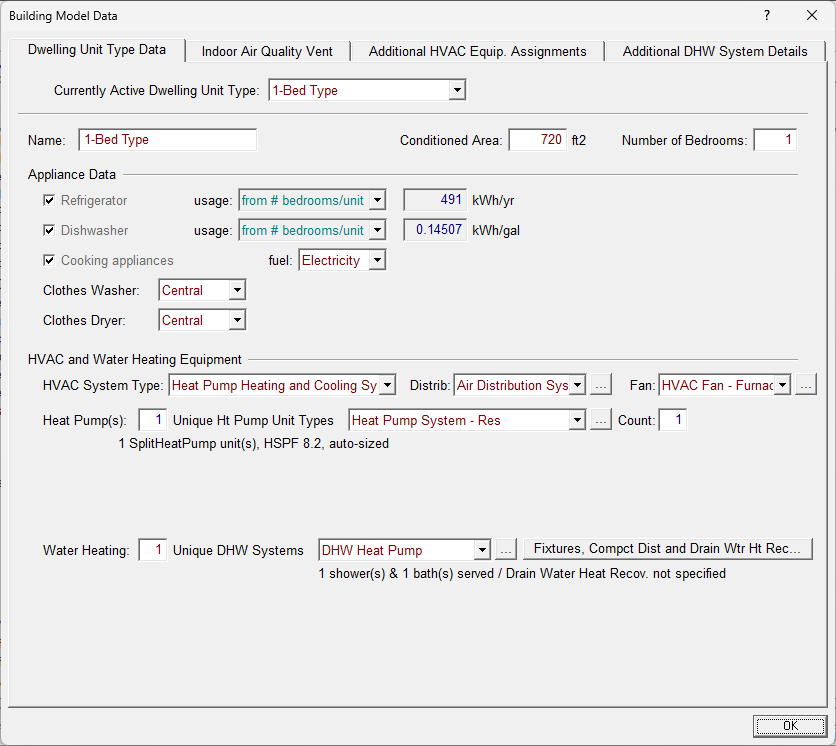 Building Model Data ?
Dwelling Unit Type Data Indoor Air Quality Vent Additional HVAC Equip. Assignments Additional DHW System Details
Currently Active Dwelling Unit Type: 1-Bed Type
Name: 1-Bed Type Conditioned Area: 720 ft2 Number of Bedrooms: 1
Appliance Data
Refrigerator usage: from # bedrooms/unit 491 kWh/yr
Dishwasher usage: from # bedrooms/unit 0.14507 kWh/gal
Cooking appliances fuel: Electricity
Clothes Washer: Central
Clothes Dryer: Central
HVAC and Water Heating Equipment
HVAC System Type: Heat Pump Heating and Cooling Sy Distrib: Air Distribution Sys ... Fan: HVAC Fan - Furnac ...
Heat Pump(s): 1 Unique Ht Pump Unit Types Heat Pump System - Res ... Count: 1
1 SplitHeatPump unit(s), HSPF 8.2, auto-sized
Water Heating: 1 Unique DHW Systems DHW Heat Pump ... Fixtures, Compct Dist and Drain Wtr Ht Rec...
1 shower(s) & 1 bath(s) served / Drain Water Heat Recov. not specified
OK